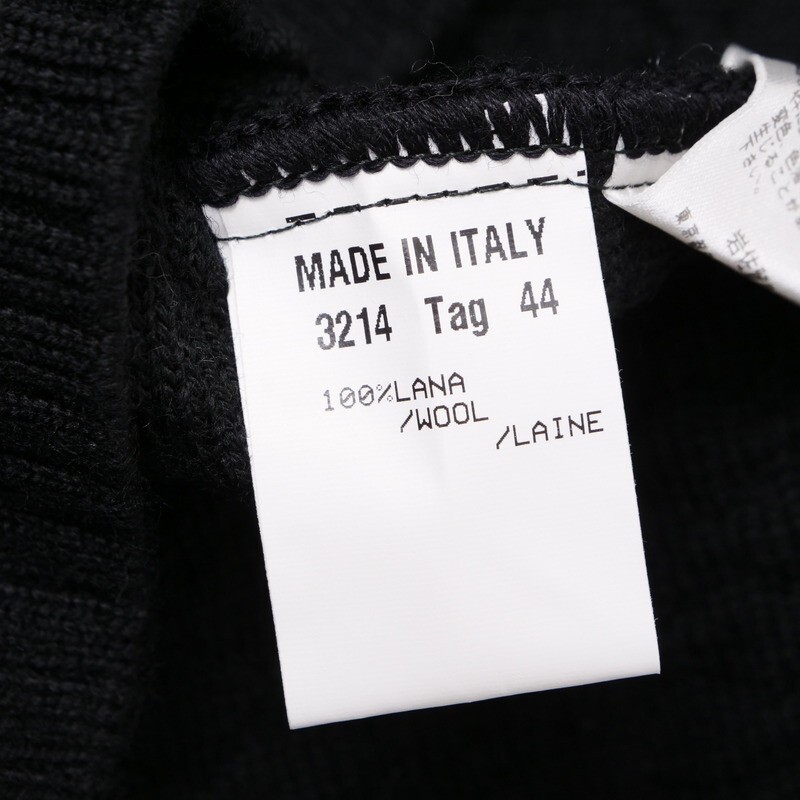 MADE IN ITALY
3214 Tag 44
100%LANA
/WOOL
/LAINE